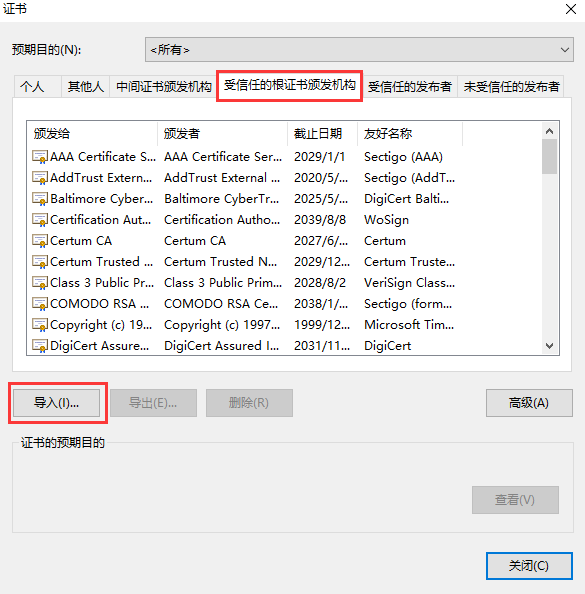 证书
预期目的(N):
<所有>
个人 其他人 中间证书颁发机构 受信任的根证书颁发机构 受信任的发布者 未受信任的发布者
颁发给 颁发者 截止日期 友好名称
AAA Certificate S... AAA Certificate Ser... 2029/1/1 Sectigo (AAA)
AddTrust Extern... AddTrust External ... 2020/5/... Sectigo (AddT...
Baltimore Cyber... Baltimore CyberTr... 2025/5/... DigiCert Balti...
Certification Auth... Certification Autho... 2039/8/8 WoSign
Certum CA Certum CA 2027/6/... Certum
Certum Trusted ... Certum Trusted N... 2029/12... Certum Truste...
Class 3 Public Pr... Class 3 Public Prim... 2028/8/2 VeriSign Class...
COMODO RSA ... COMODO RSA Ce... 2038/1/... Sectigo (form...
Copyright (c) 19... Copyright (c) 1997... 1999/12... Microsoft Tim...
DigiCert Assure... DigiCert Assured I... 2031/11... DigiCert
导入(I)... 导出(E)... 删除(R) 高级(A)
证书的预期目的
查看(V)
关闭(C)